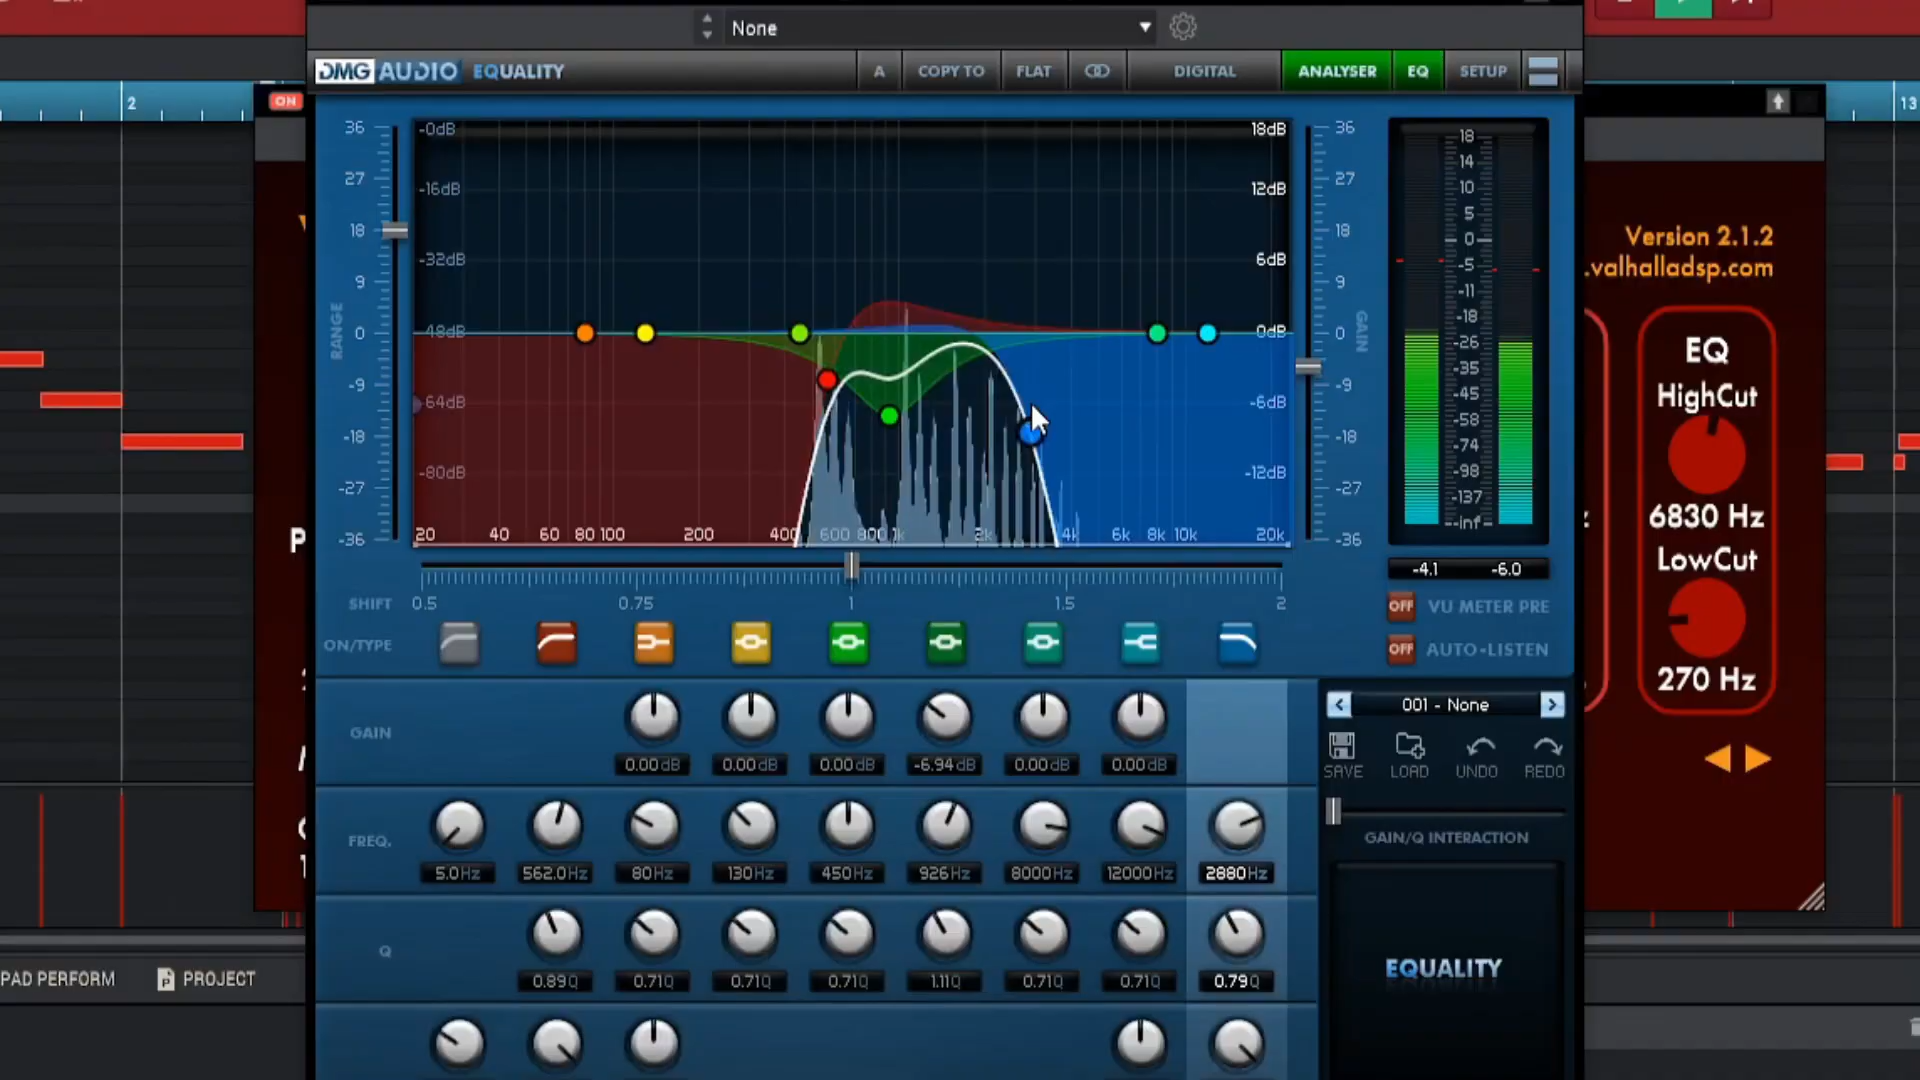 None
DMG AUDIO EQUALITY A COPY TO FLAT DIGITAL ANALYSER EQ SETUP
2 ON 13
36 -0dB 18dB 36 18
27 -16dB 12dB 27 14
18 -32dB 6dB 18 10
9 -48dB 0dB 9 5
0 -64dB -6dB 0 0
-9 -80dB -12dB -9 -5
-18 -18 -11
-27 -27 -18
-36 -36 -26
-35
-45
-58
-74
-98
-137
-inf-
RANGE GAIN
20 40 60 80 100 200 400 600 800 1k 2k 4k 6k 8k 10k 20k
-4.1 -6.0
SHIFT 0.5 0.75 1 1.5 2
OFF VU METER PRE
ON/TYPE
OFF AUTO-LISTEN
GAIN 0.00dB 0.00dB 0.00dB -6.94dB 0.00dB 0.00dB
FREQ. 5.0Hz 562.0Hz 80Hz 130Hz 450Hz 926Hz 8000Hz 12000Hz 2880Hz
Q 0.89Q 0.71Q 0.71Q 0.71Q 1.11Q 0.71Q 0.71Q 0.79Q
001 - None
SAVE LOAD UNDO REDO
GAIN/Q INTERACTION
EQUALITY
Version 2.1.2
.valhalladsp.com
EQ
HighCut
6830 Hz
LowCut
270 Hz
PAD PERFORM PROJECT